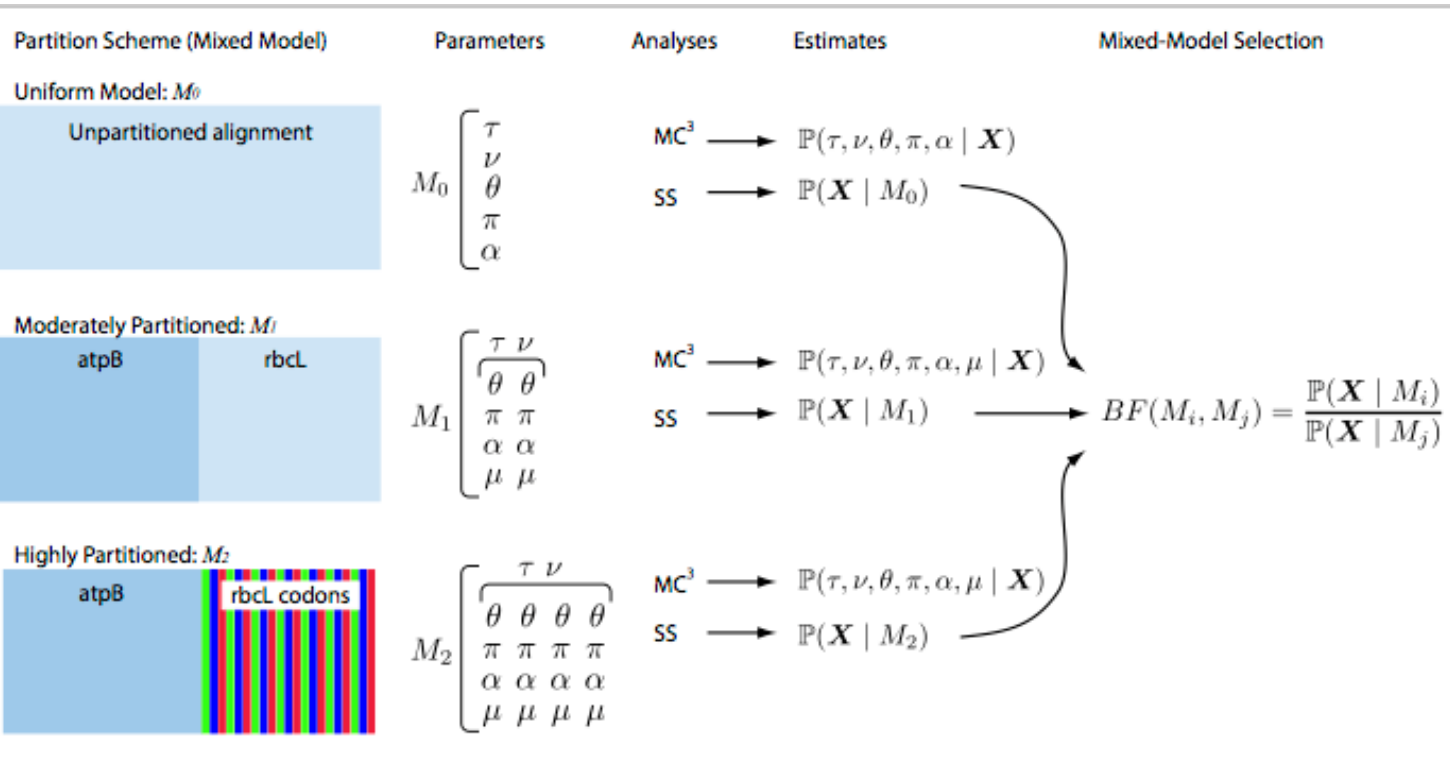 Partition Scheme (Mixed Model) Parameters Analyses Estimates Mixed-Model Selection
Uniform Model: M₀
Unpartitioned alignment
M₀
τ
ν
θ
π
α
MC³ ℙ(τ, ν, θ, π, α | X)
SS ℙ(X | M₀)
Moderately Partitioned: M₁
atpB rbcL
M₁
τ ν
θ θ
π π
α α
μ μ
MC³ ℙ(τ, ν, θ, π, α, μ | X)
SS ℙ(X | M₁)
BF(Mᵢ, Mⱼ) = ℙ(X | Mᵢ) / ℙ(X | Mⱼ)
Highly Partitioned: M₂
atpB rbcL codons
M₂
τ ν
θ θ θ θ
π π π π
α α α α
μ μ μ μ
MC³ ℙ(τ, ν, θ, π, α, μ | X)
SS ℙ(X | M₂)